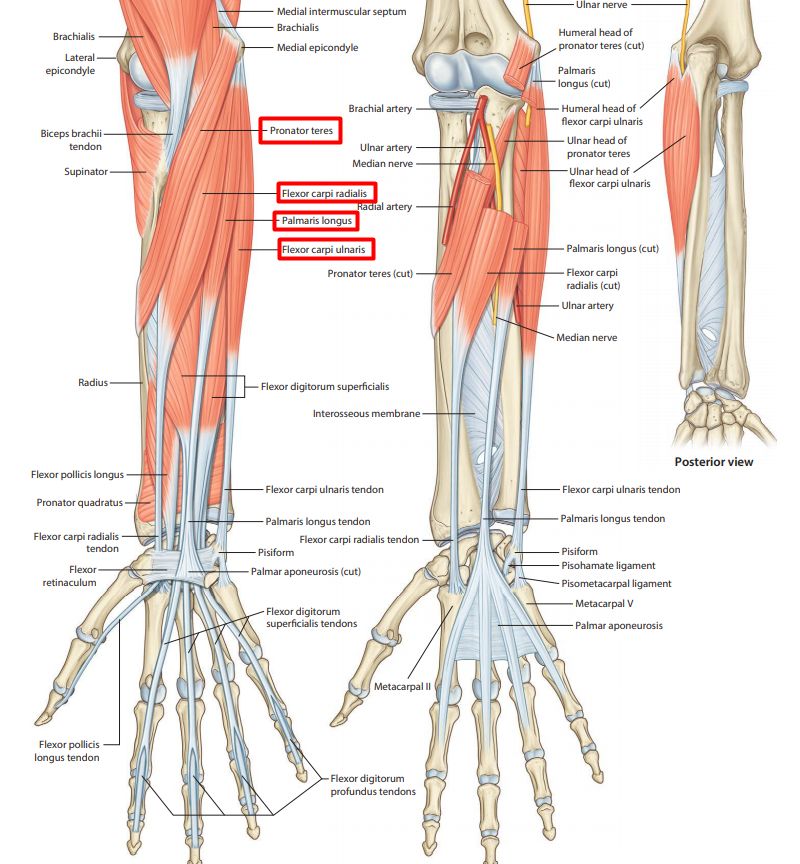 Medial intermuscular septum
Brachialis
Brachialis
Medial epicondyle
Lateral
epicondyle
Pronator teres
Biceps brachii
tendon
Supinator
Flexor carpi radialis
Palmaris longus
Flexor carpi ulnaris
Radius
Flexor digitorum superficialis
Flexor pollicis longus
Pronator quadratus
Flexor carpi ulnaris tendon
Palmaris longus tendon
Flexor carpi radialis
tendon
Pisiform
Flexor
retinaculum
Palmar aponeurosis (cut)
Flexor digitorum
superficialis tendons
Flexor pollicis
longus tendon
Flexor digitorum
profundus tendons
Ulnar nerve
Humeral head of
pronator teres (cut)
Palmaris
longus (cut)
Brachial artery
Humeral head of
flexor carpi ulnaris
Ulnar artery
Ulnar head of
pronator teres
Median nerve
Ulnar head of
flexor carpi ulnaris
Radial artery
Palmaris longus (cut)
Pronator teres (cut)
Flexor carpi
radialis (cut)
Ulnar artery
Median nerve
Interosseous membrane
Flexor carpi ulnaris tendon
Palmaris longus tendon
Flexor carpi radialis tendon
Pisiform
Pisohamate ligament
Pisometacarpal ligament
Metacarpal V
Palmar aponeurosis
Metacarpal II
Posterior view